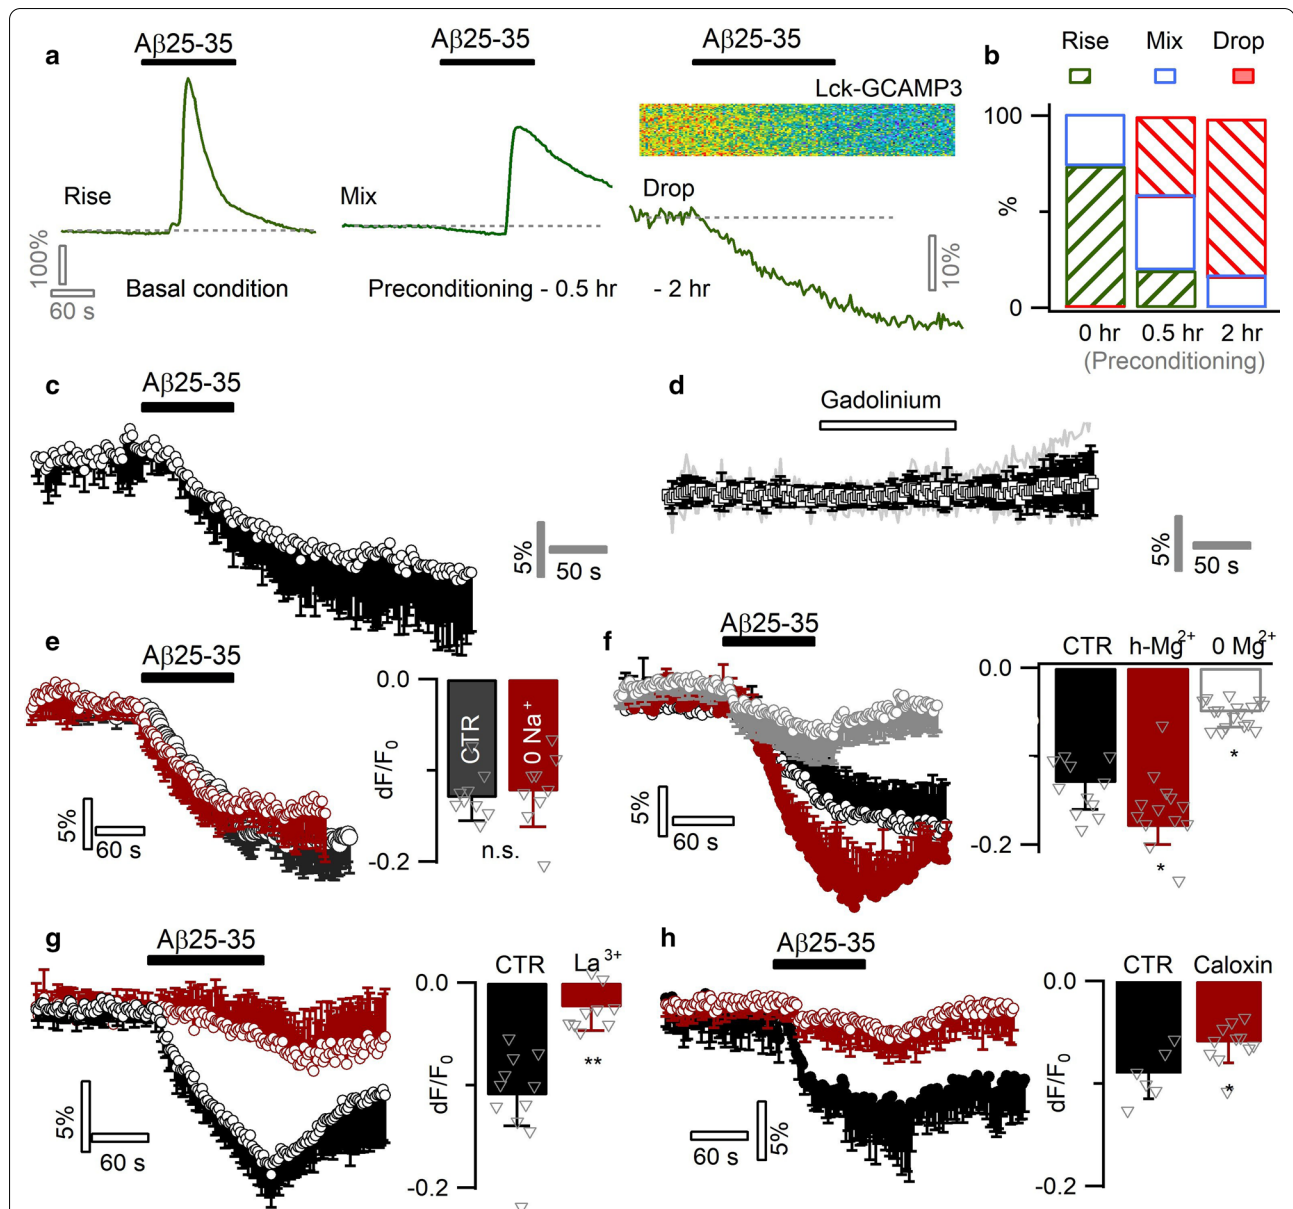 a
Aβ25-35
Aβ25-35
Aβ25-35
Lck-GCAMP3
Rise
Mix
Drop
100%
60 s
10%
Basal condition
Preconditioning - 0.5 hr
- 2 hr
b
Rise Mix Drop
100
%
0
0 hr 0.5 hr 2 hr
(Preconditioning)
c
Aβ25-35
5%
50 s
d
Gadolinium
5%
50 s
e
Aβ25-35
5%
60 s
0.0
dF/F0
-0.2
CTR
0 Na+
n.s.
f
Aβ25-35
5%
60 s
CTR h-Mg2+ 0 Mg2+
0.0
-0.2
*
*
g
Aβ25-35
5%
60 s
CTR La3+
0.0
dF/F0
-0.2
**
h
Aβ25-35
60 s
5%
CTR Caloxin
0.0
dF/F0
-0.2
*